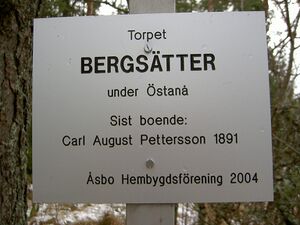 Torpet
BERGSÄTTER
under Östanå
Sist boende:
Carl August Pettersson 1891
Åsbo Hembygdsförening 2004